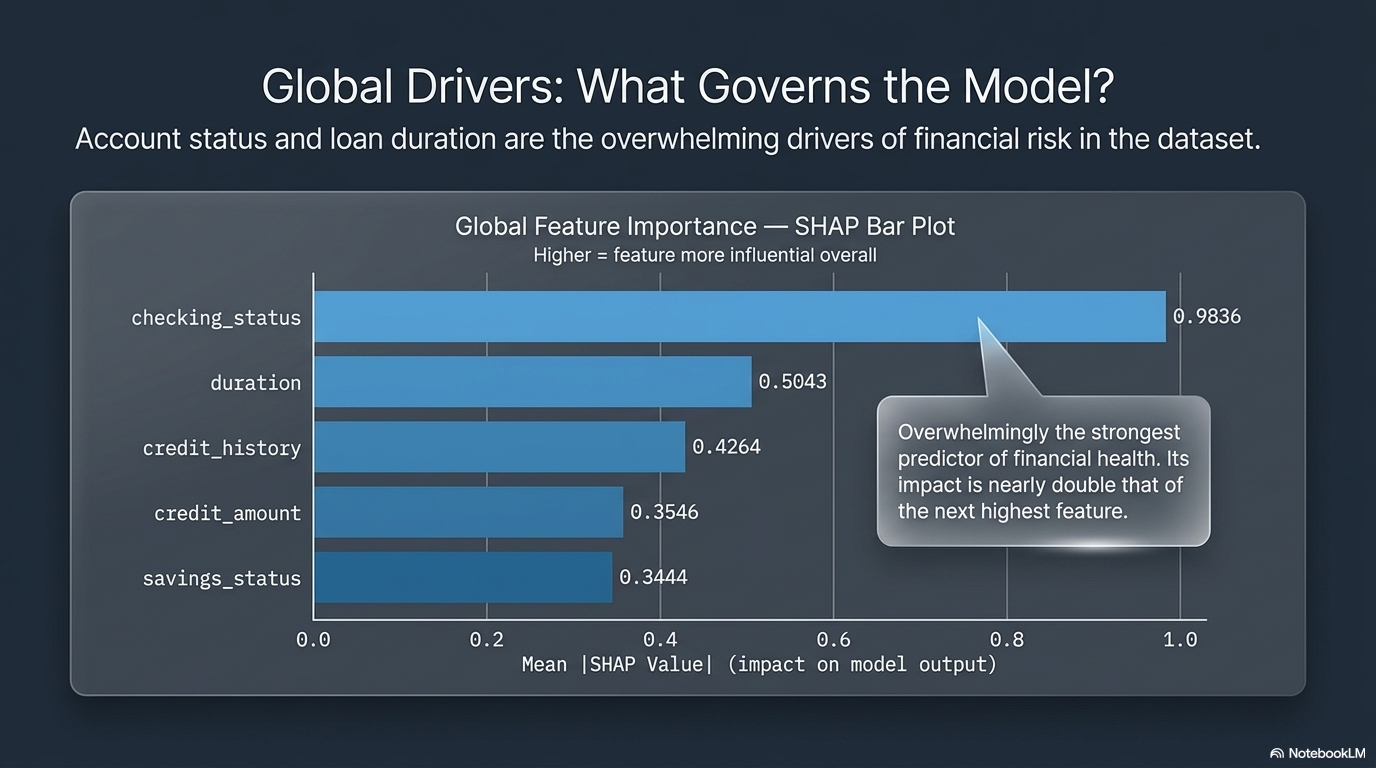 Global Drivers: What Governs the Model?
Account status and loan duration are the overwhelming drivers of financial risk in the dataset.
Global Feature Importance — SHAP Bar Plot
Higher = feature more influential overall
checking_status
0.9836
duration
0.5043
credit_history
0.4264
credit_amount
0.3546
savings_status
0.3444
Overwhelmingly the strongest
predictor of financial health. Its
impact is nearly double that of
the next highest feature.
0.0 0.2 0.4 0.6 0.8 1.0
Mean |SHAP Value| (impact on model output)
NotebookLM